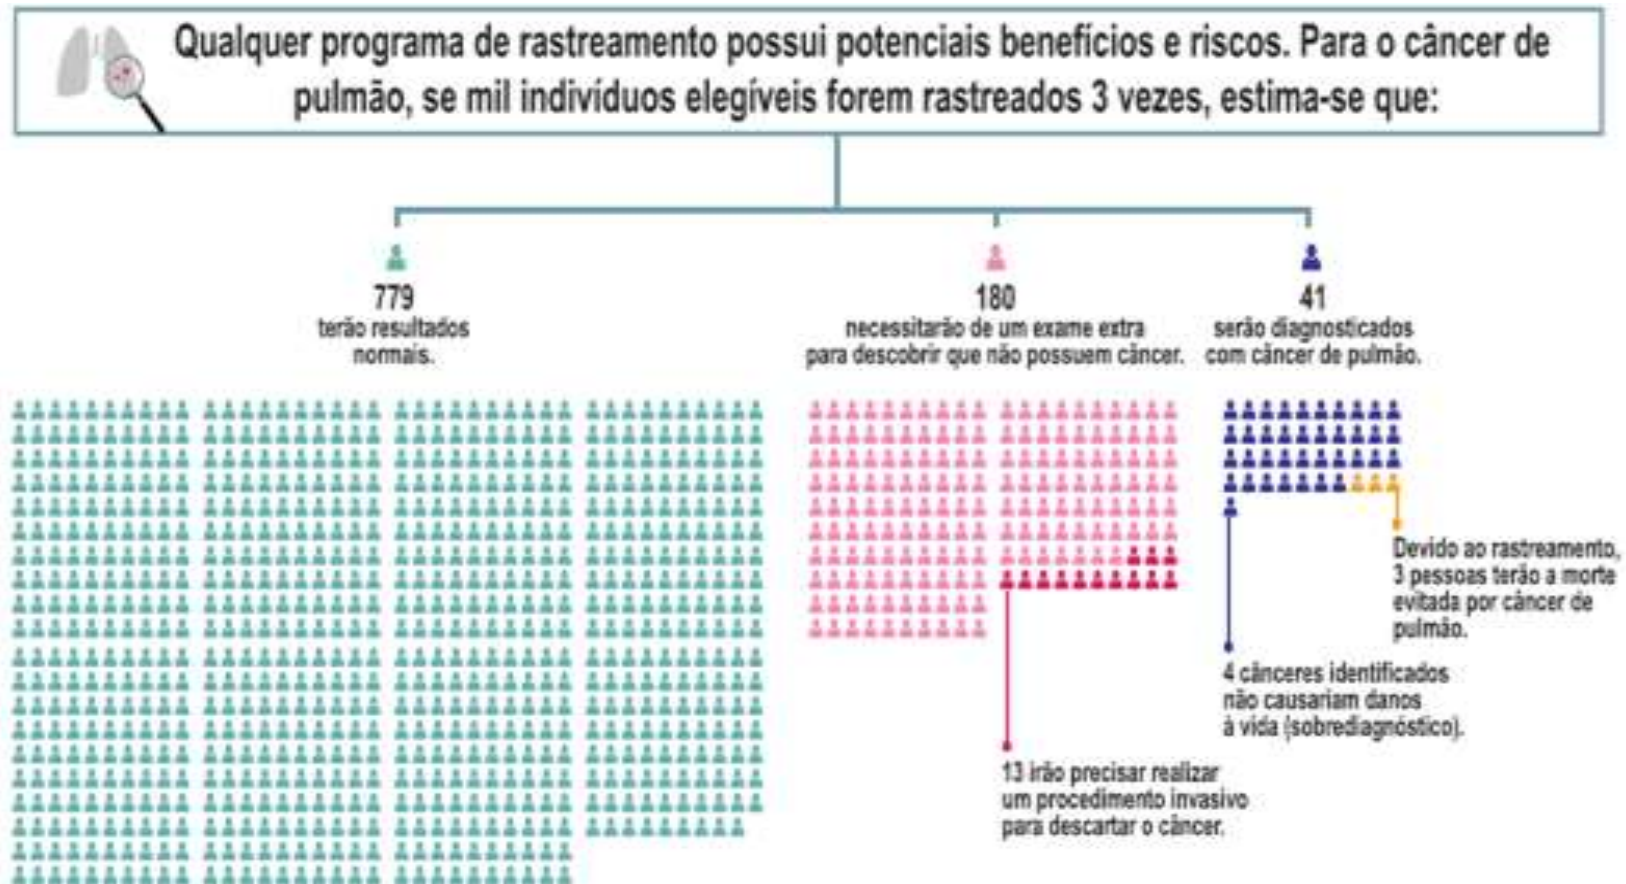 Qualquer programa de rastreamento possui potenciais benefícios e riscos. Para o câncer de
pulmão, se mil indivíduos elegíveis forem rastreados 3 vezes, estima-se que:
779
terão resultados
normais.
180
necessitarão de um exame extra
para descobrir que não possuem câncer.
41
serão diagnosticados
com câncer de pulmão.
Devido ao rastreamento,
3 pessoas terão a morte
evitada por câncer de
pulmão.
4 cânceres identificados
não causariam danos
à vida (sobrediagnóstico).
13 irão precisar realizar
um procedimento invasivo
para descartar o câncer.